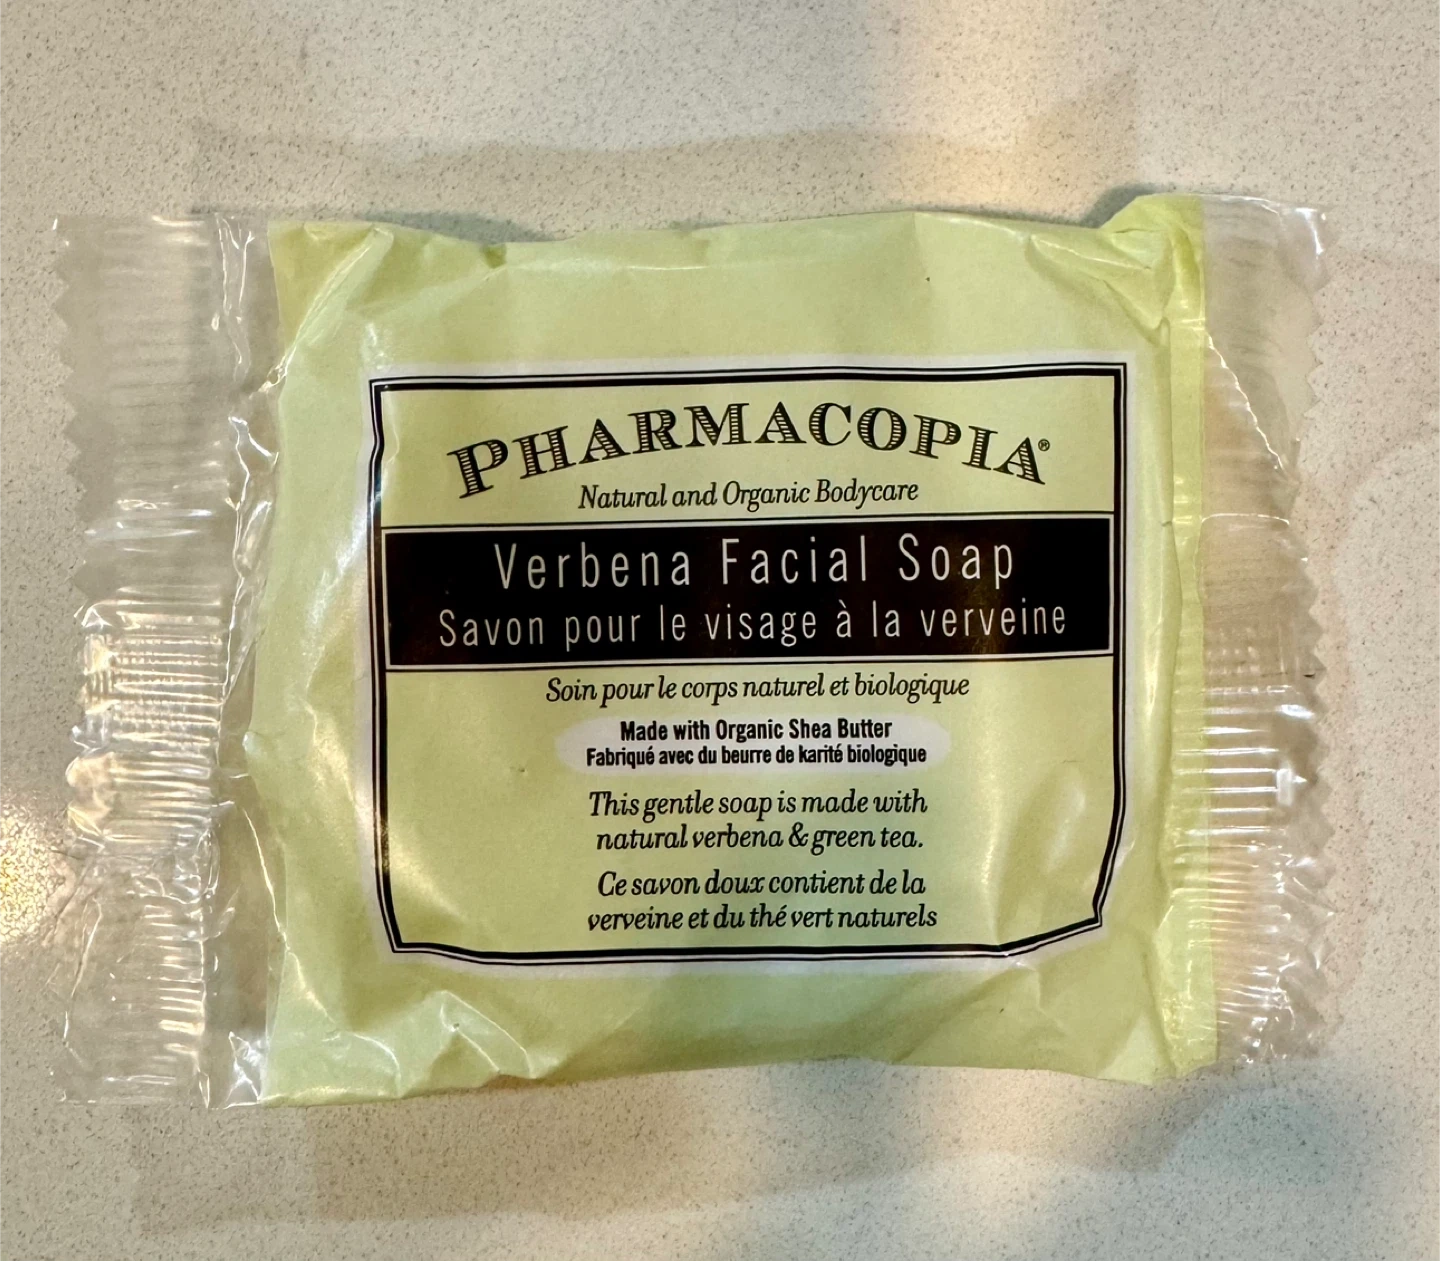 PHARMACOPIA®
Natural and Organic Bodycare
Verbena Facial Soap
Savon pour le visage à la verveine
Soin pour le corps naturel et biologique
Made with Organic Shea Butter
Fabriqué avec du beurre de karité biologique
This gentle soap is made with
natural verbena & green tea.
Ce savon doux contient de la
verveine et du thé vert naturels